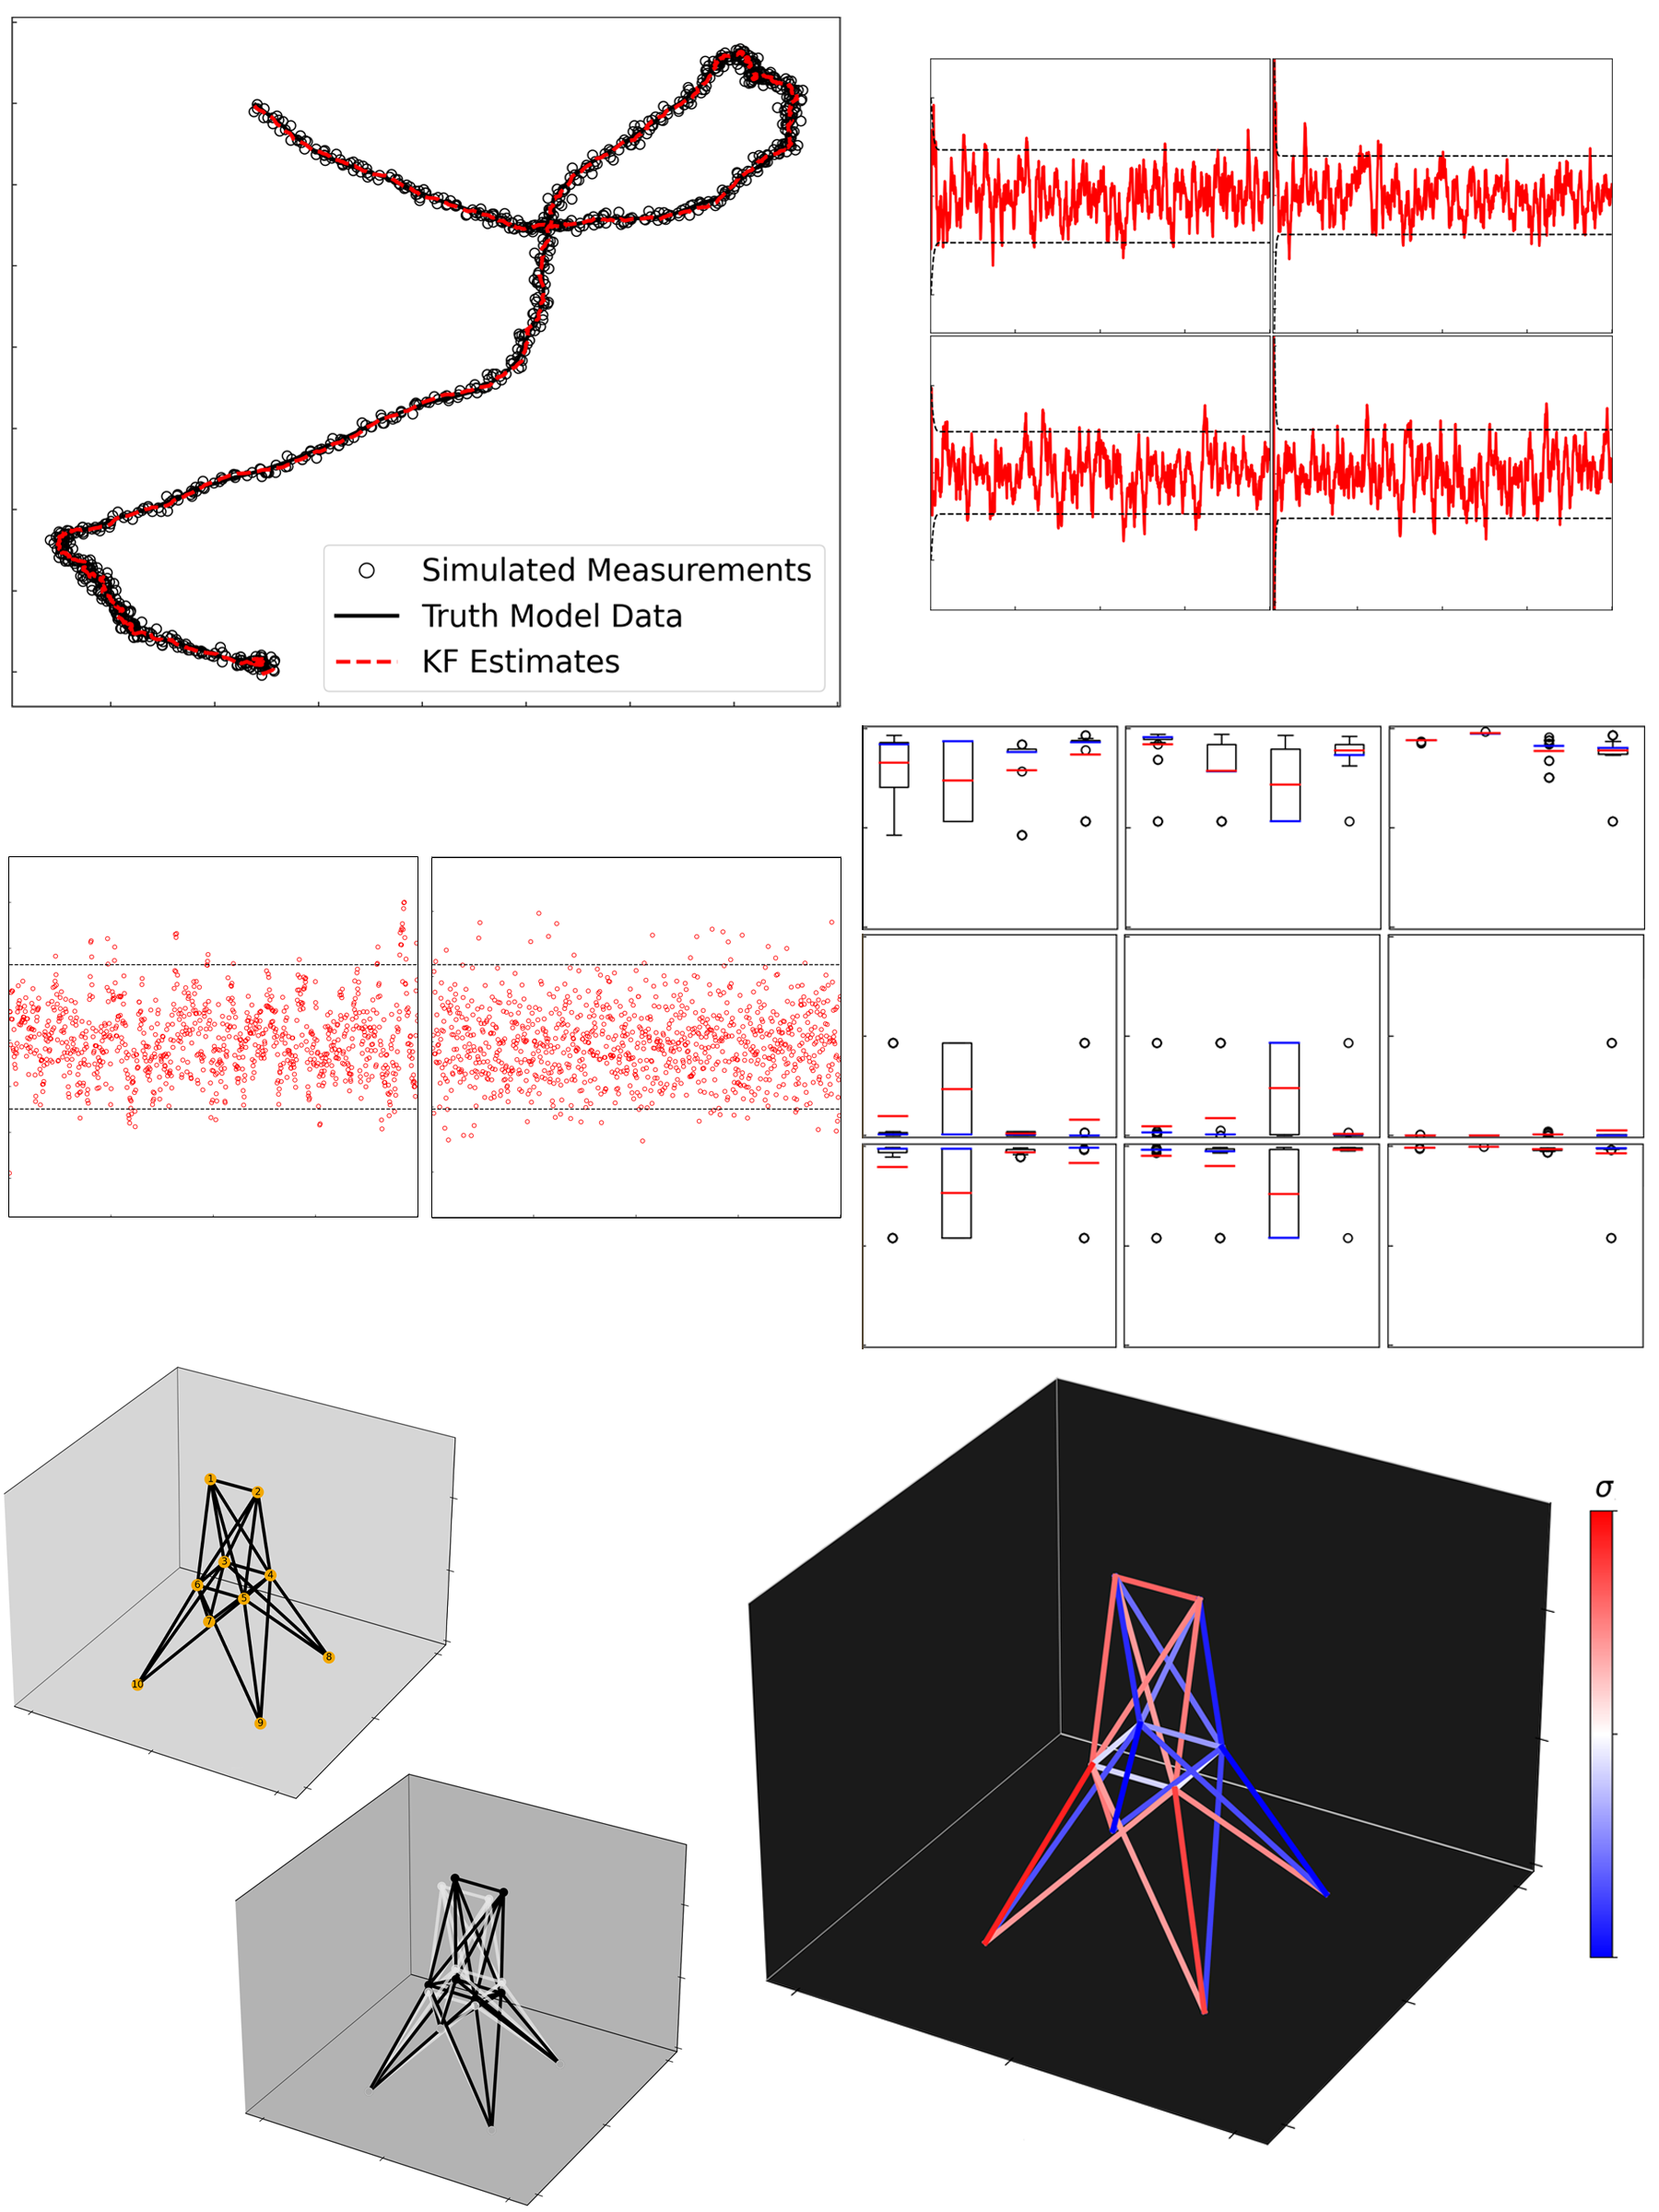 Simulated Measurements
Truth Model Data
KF Estimates
1
2
3
4
6
5
7
8
10
9
σ